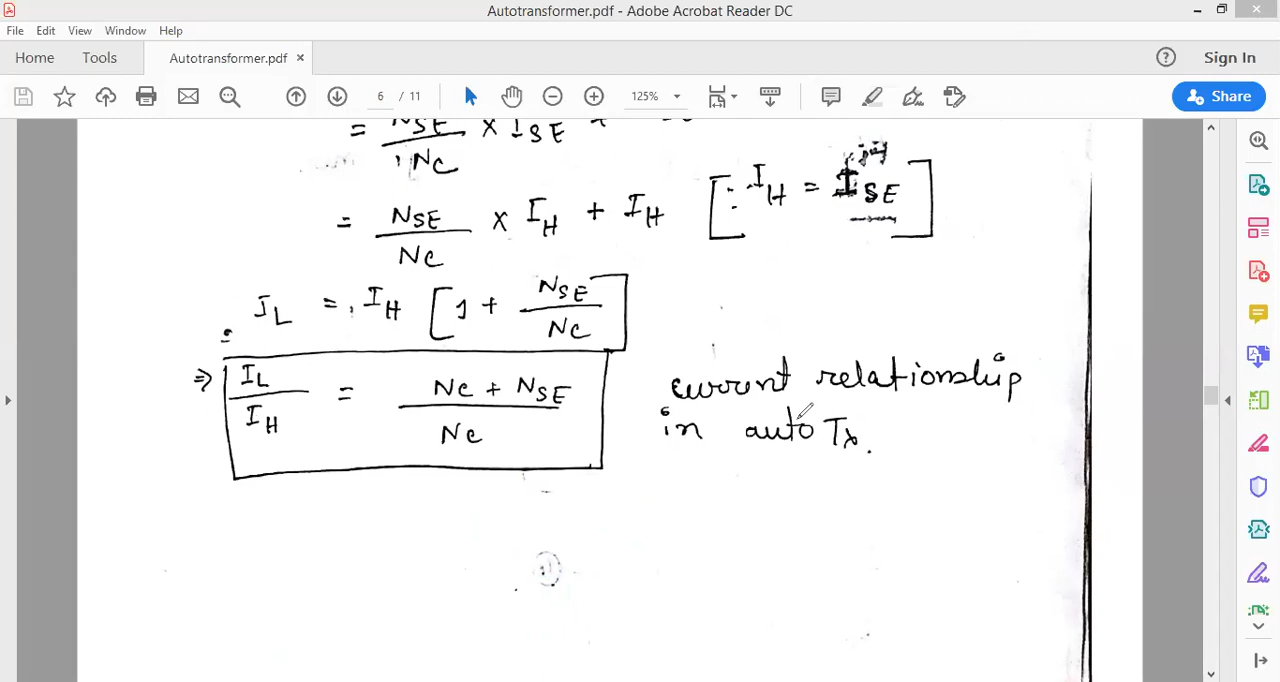 Autotransformer.pdf - Adobe Acrobat Reader DC
File Edit View Window Help
Home Tools Autotransformer.pdf × Sign In
6 / 11 125% Share
= NSE / NC × ISE +
= NSE / NC × IH + IH [∵ IH = ISE]
∴ IL = IH [1 + NSE / NC]
⇒ IL / IH = NC + NSE / NC
current relationship
in auto Tx.